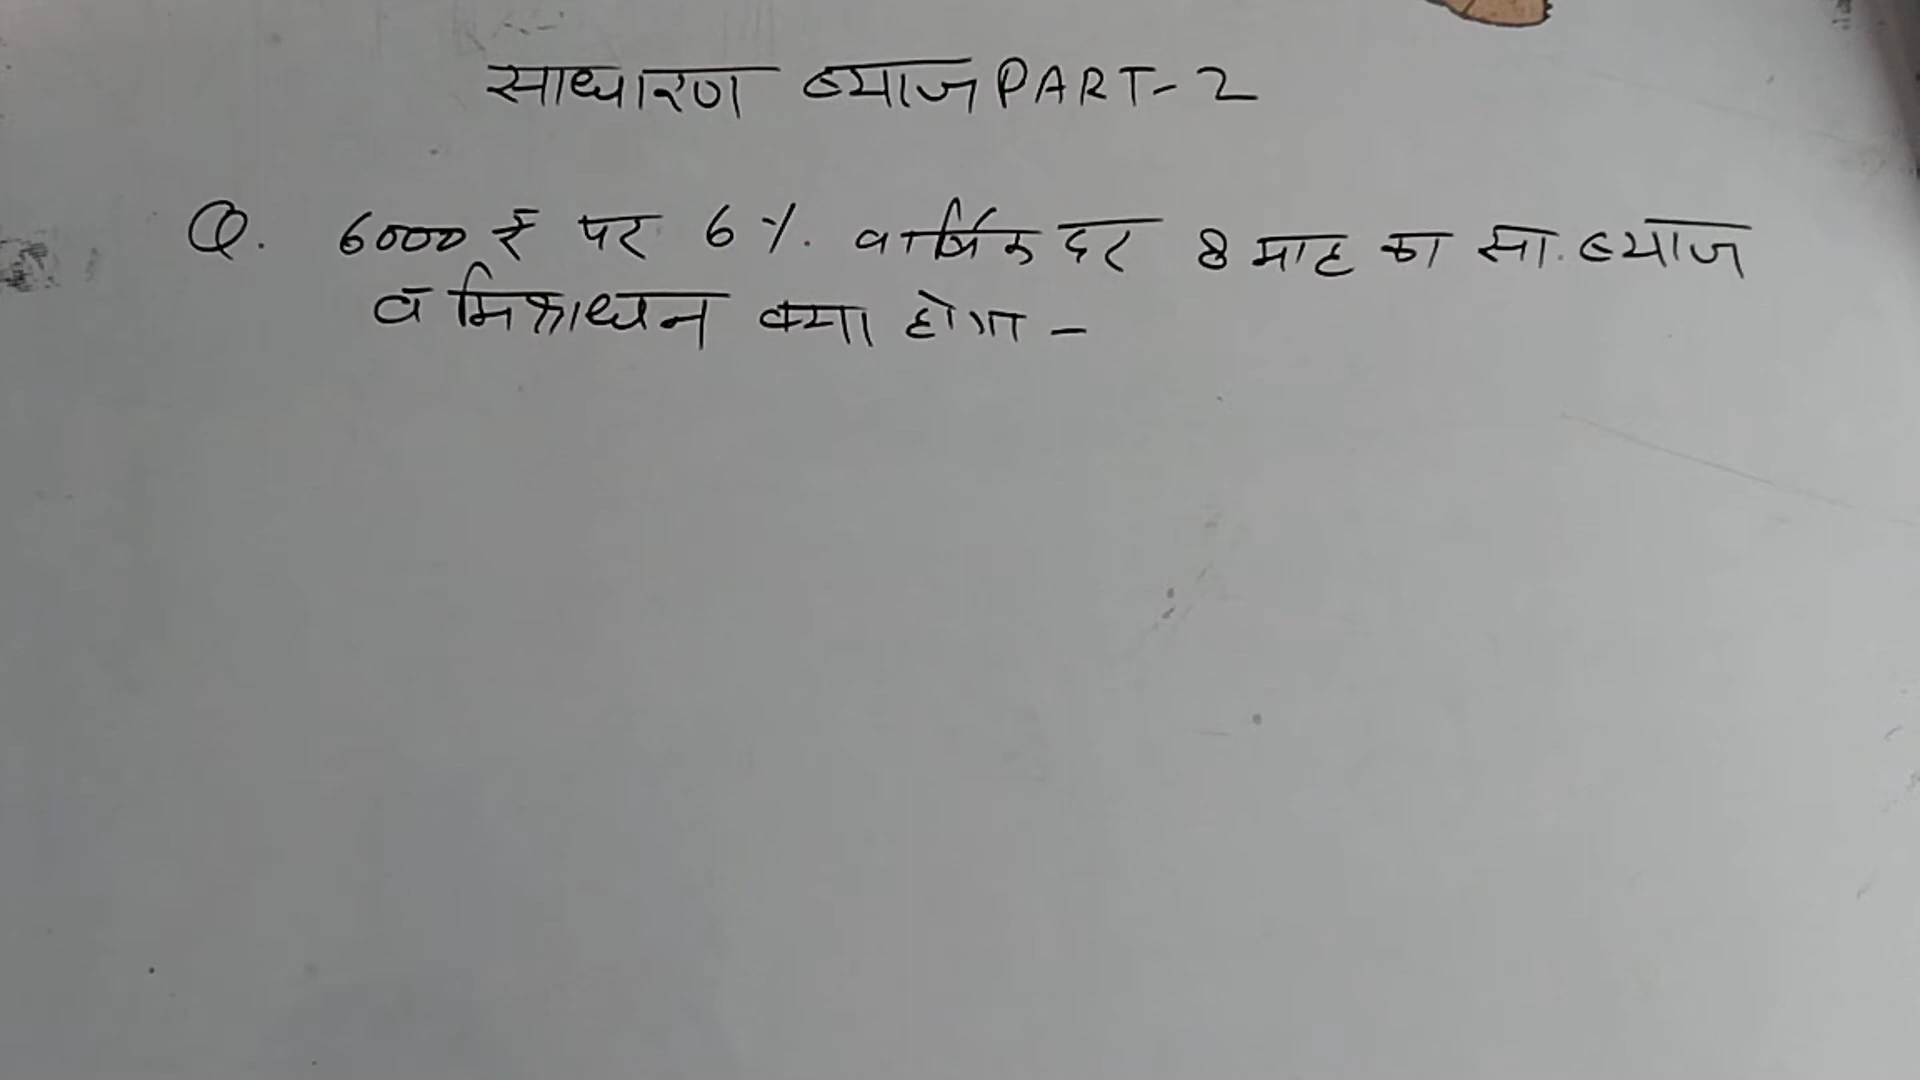 साधारण ब्याज PART-2
Q. 6000 ₹ पर 6%. वार्षिक दर 8 माह का सा. ब्याज
व मिश्रधन क्या होगा -